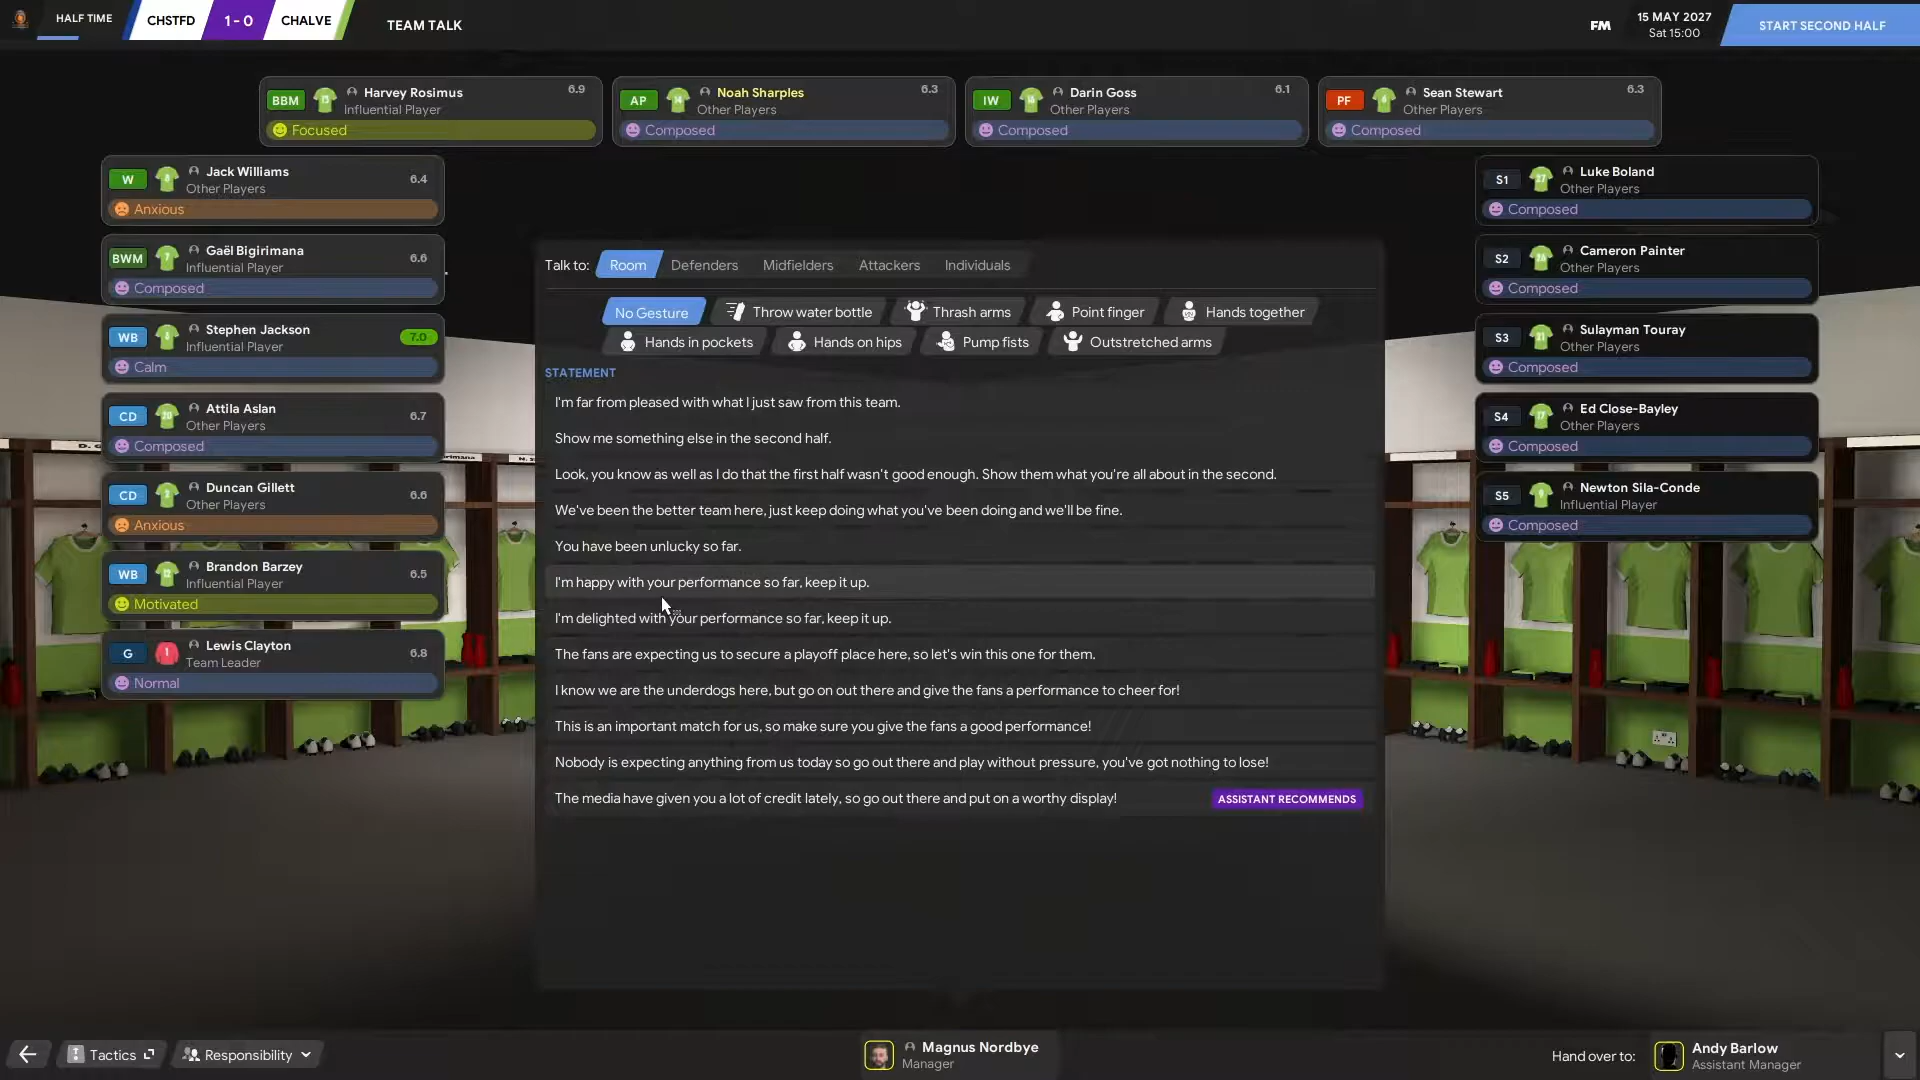 HALF TIME
CHSTFD
1 - 0
CHALVE
TEAM TALK
FM
15 MAY 2027
Sat 15:00
START SECOND HALF
BBM
13
Harvey Rosimus
6.9
Influential Player
Focused
AP
14
Noah Sharples
6.3
Other Players
Composed
IW
Darin Goss
6.1
Other Players
Composed
PF
Sean Stewart
6.3
Other Players
Composed
W
Jack Williams
6.4
Other Players
Anxious
BWM
7
Gaël Bigirimana
6.6
Influential Player
Composed
WB
Stephen Jackson
7.0
Influential Player
Calm
CD
Attila Aslan
6.7
Other Players
Composed
CD
Duncan Gillett
6.6
Other Players
Anxious
WB
Brandon Barzey
6.5
Influential Player
Motivated
G
1
Lewis Clayton
6.8
Team Leader
Normal
S1
Luke Boland
Other Players
Composed
S2
Cameron Painter
Other Players
Composed
S3
Sulayman Touray
Other Players
Composed
S4
Ed Close-Bayley
Other Players
Composed
S5
Newton Sila-Conde
Influential Player
Composed
Talk to:
Room
Defenders
Midfielders
Attackers
Individuals
No Gesture
Throw water bottle
Thrash arms
Point finger
Hands together
Hands in pockets
Hands on hips
Pump fists
Outstretched arms
STATEMENT
I'm far from pleased with what I just saw from this team.
Show me something else in the second half.
Look, you know as well as I do that the first half wasn't good enough. Show them what you're all about in the second.
We've been the better team here, just keep doing what you've been doing and we'll be fine.
You have been unlucky so far.
I'm happy with your performance so far, keep it up.
I'm delighted with your performance so far, keep it up.
The fans are expecting us to secure a playoff place here, so let's win this one for them.
I know we are the underdogs here, but go on out there and give the fans a performance to cheer for!
This is an important match for us, so make sure you give the fans a good performance!
Nobody is expecting anything from us today so go out there and play without pressure, you've got nothing to lose!
The media have given you a lot of credit lately, so go out there and put on a worthy display!
ASSISTANT RECOMMENDS
Tactics
Responsibility
Magnus Nordbye
Manager
Hand over to:
Andy Barlow
Assistant Manager